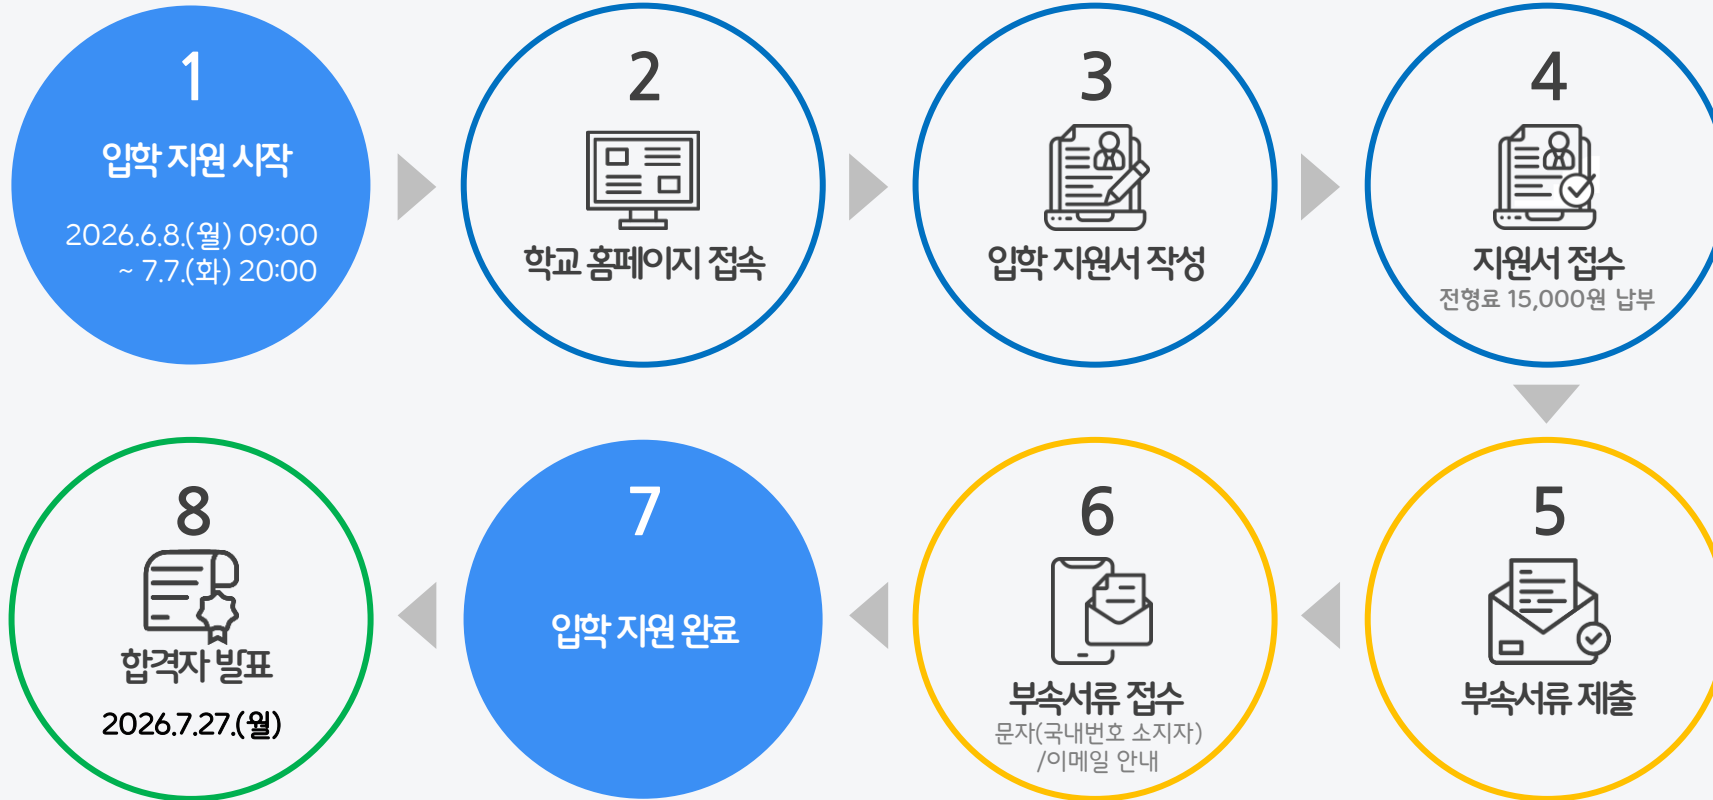 1
입학 지원 시작
2026.6.8.(월) 09:00
~ 7.7.(화) 20:00
2
학교 홈페이지 접속
3
입학 지원서 작성
4
지원서 접수
전형료 15,000원 납부
5
부속서류 제출
6
부속서류 접수
문자(국내번호 소지자)
/이메일 안내
7
입학 지원 완료
8
합격자 발표
2026.7.27.(월)